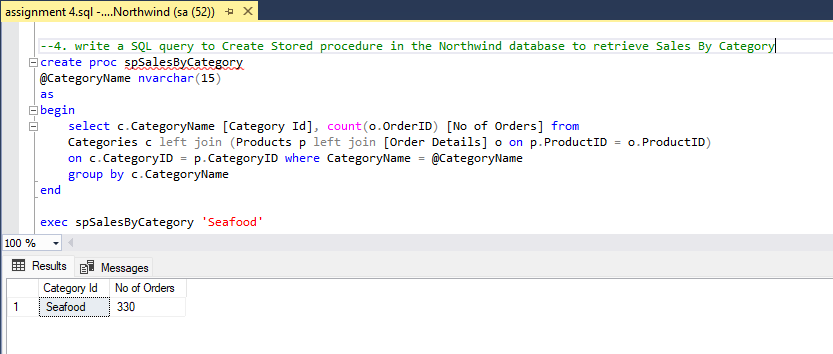 assignment 4.sql -....Northwind (sa (52))
--4. write a SQL query to Create Stored procedure in the Northwind database to retrieve Sales By Category
create proc spSalesByCategory
@CategoryName nvarchar(15)
as
begin
select c.CategoryName [Category Id], count(o.OrderID) [No of Orders] from
Categories c left join (Products p left join [Order Details] o on p.ProductID = o.ProductID)
on c.CategoryID = p.CategoryID where CategoryName = @CategoryName
group by c.CategoryName
end
exec spSalesByCategory 'Seafood'
100 %
Results Messages
Category Id No of Orders
1 Seafood 330